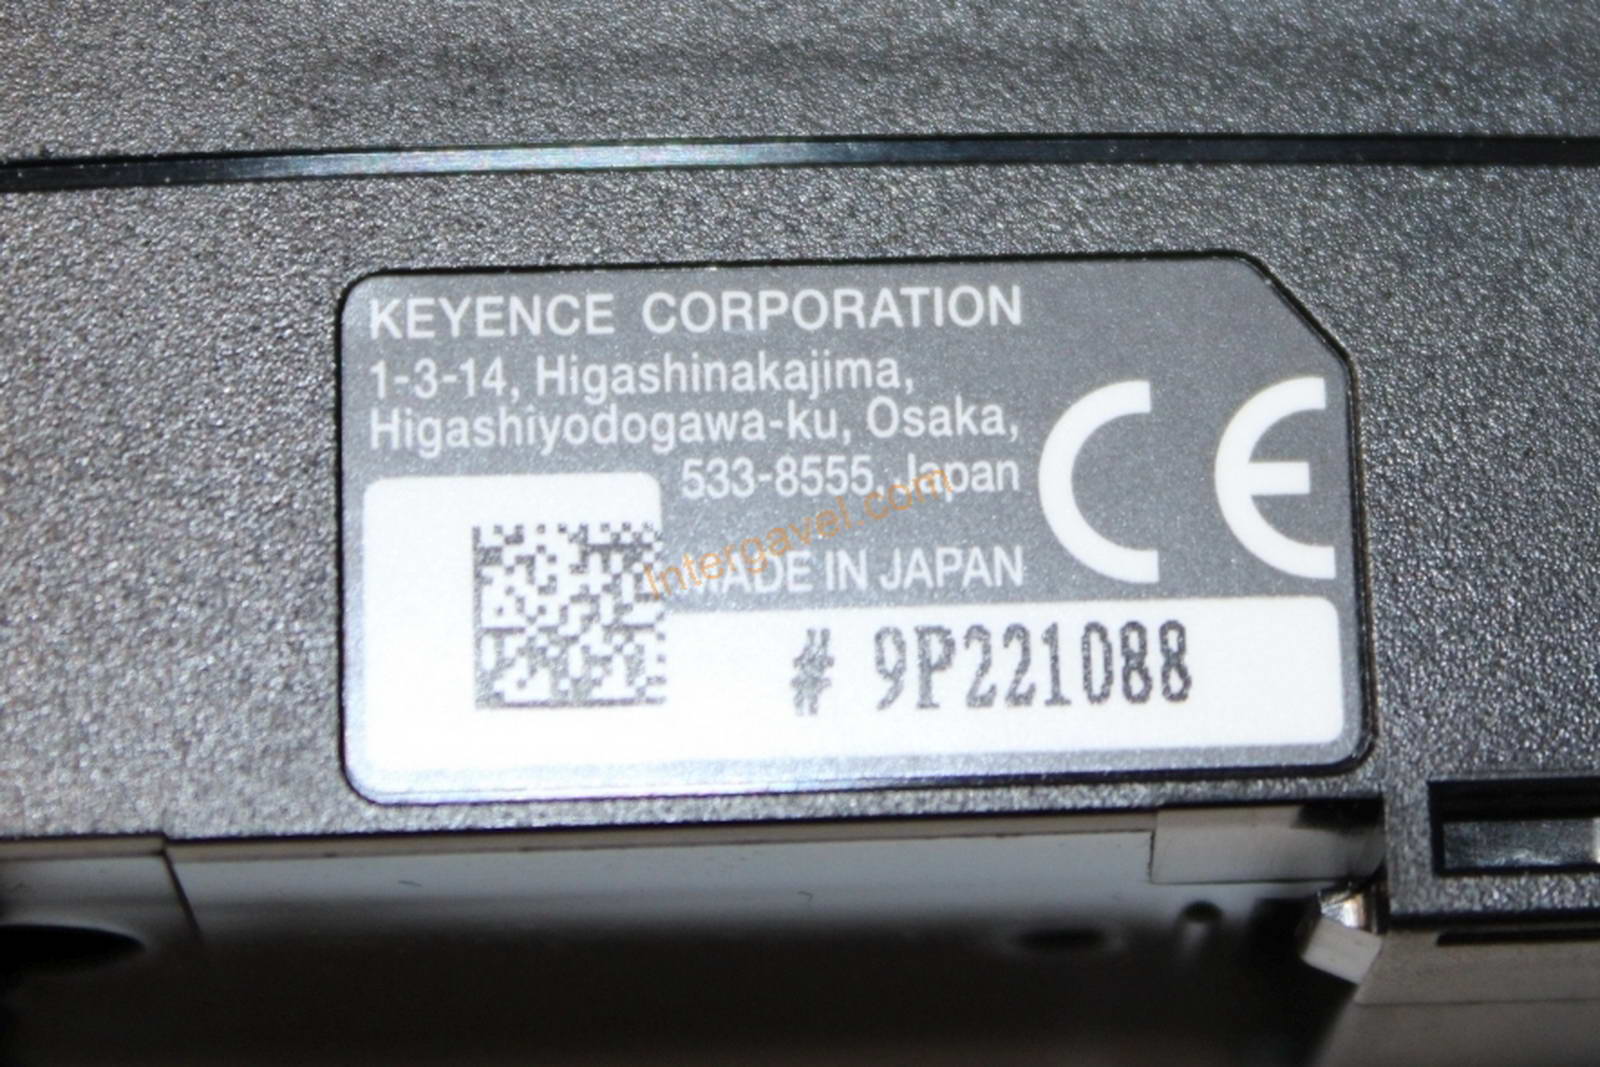 KEYENCE CORPORATION
1-3-14, Higashinakajima,
Higashiyodogawa-ku, Osaka,
533-8555, Japan
CE
MADE IN JAPAN
# 9P221088
Intergavel.com